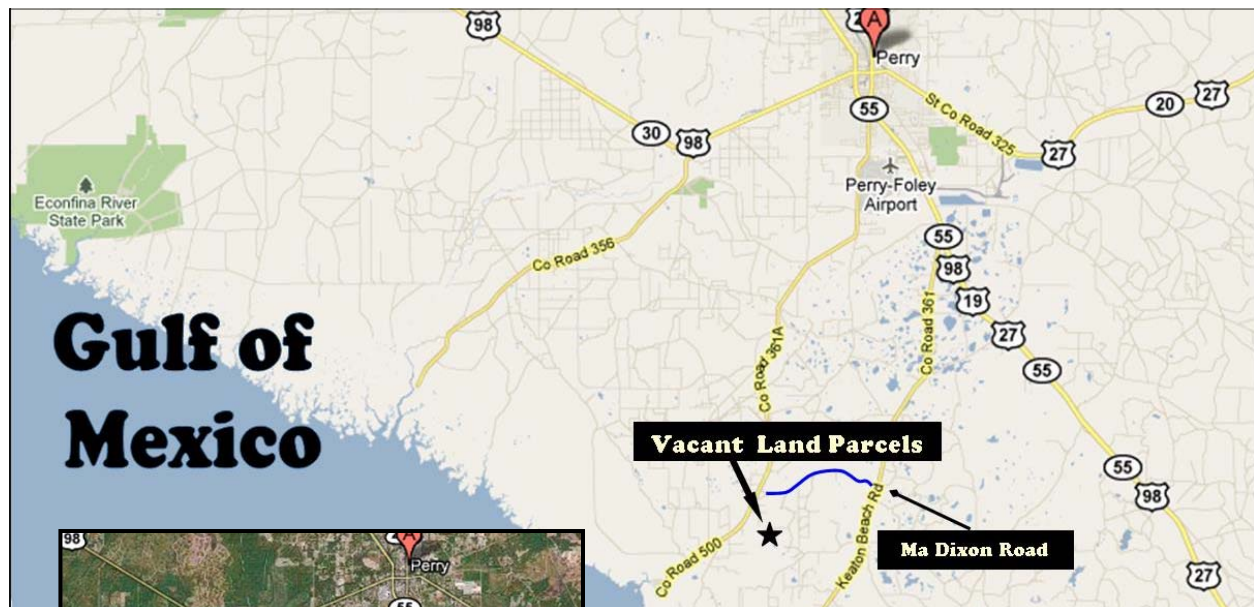 98
A
Perry
55
St Co Road 325
20
27
30
98
27
Econfina River
State Park
Perry-Foley
Airport
Co Road 356
55
98
19
27
55
Co Road 361
Co Road 361A
Gulf of
Mexico
Vacant Land Parcels
55
98
Keaton Beach Rd
Ma Dixon Road
Co Road 500
27
98
A
Perry
55